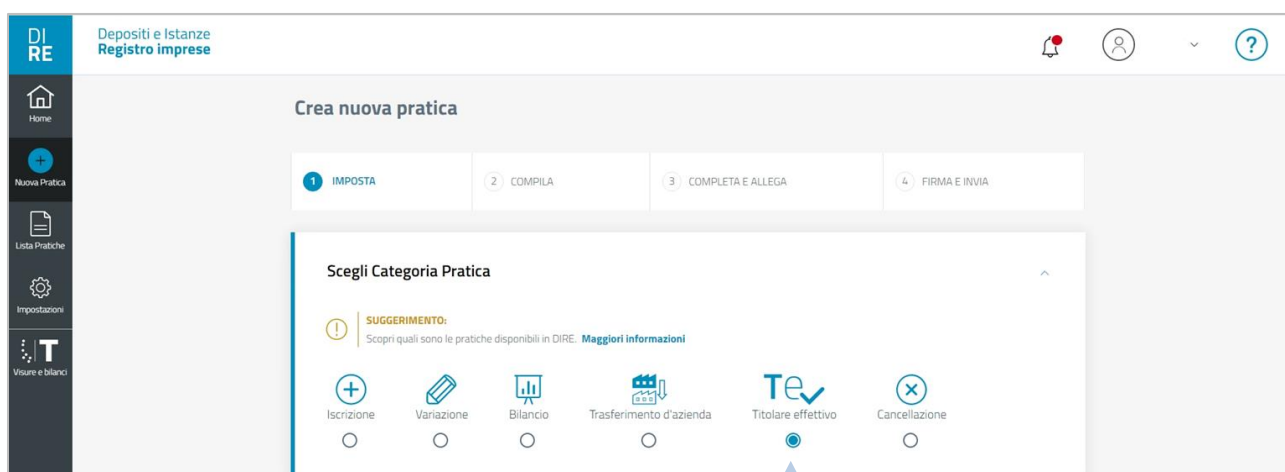 DI
RE
Depositi e Istanze
Registro imprese
?
Home
Nuova Pratica
Lista Pratiche
Impostazioni
T
Visure e bilanci
Crea nuova pratica
1 IMPOSTA 2 COMPILA 3 COMPLETA E ALLEGA 4 FIRMA E INVIA
Scegli Categoria Pratica
SUGGERIMENTO:
Scopri quali sono le pratiche disponibili in DIRE. Maggiori informazioni
Te
Iscrizione Variazione Bilancio Trasferimento d'azienda Titolare effettivo Cancellazione